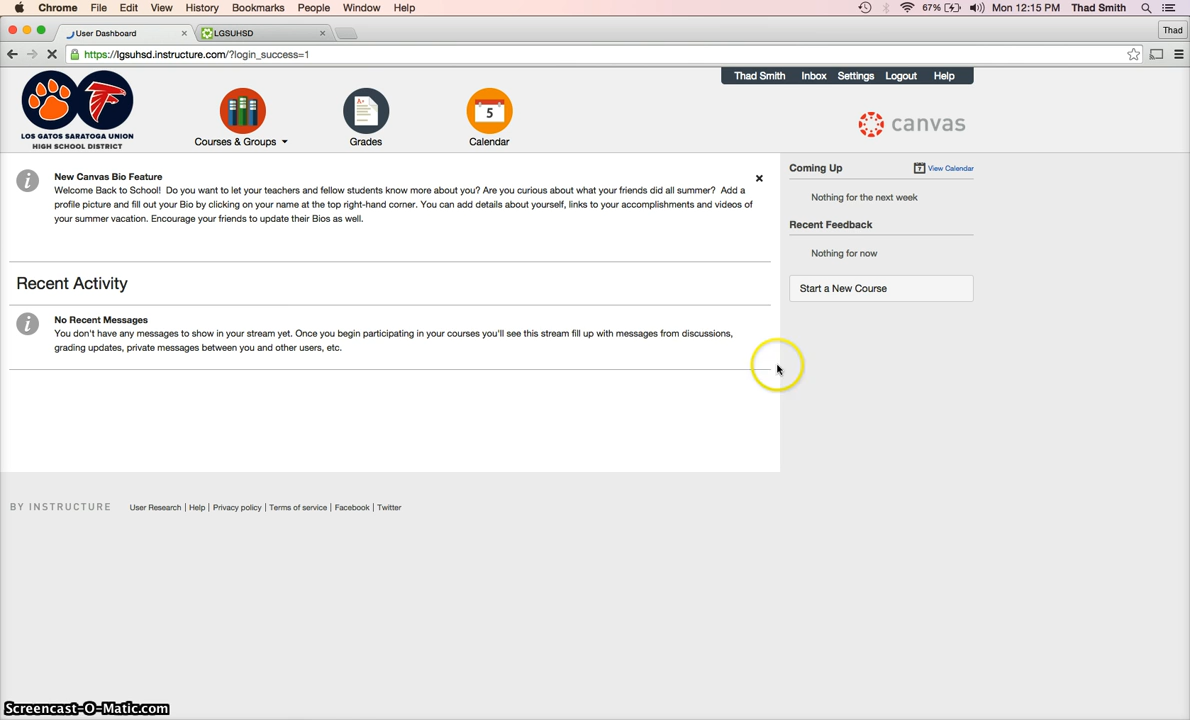 Chrome File Edit View History Bookmarks People Window Help 67% Mon 12:15 PM Thad Smith
User Dashboard LGSUHSD Thad
https://lgsuhsd.instructure.com/?login_success=1
Thad Smith Inbox Settings Logout Help
LOS GATOS SARATOGA UNION
HIGH SCHOOL DISTRICT
Courses & Groups
A+
Grades
5
Calendar
canvas
New Canvas Bio Feature
Welcome Back to School! Do you want to let your teachers and fellow students know more about you? Are you curious about what your friends did all summer? Add a
profile picture and fill out your Bio by clicking on your name at the top right-hand corner. You can add details about yourself, links to your accomplishments and videos of
your summer vacation. Encourage your friends to update their Bios as well.
Recent Activity
No Recent Messages
You don't have any messages to show in your stream yet. Once you begin participating in your courses you'll see this stream fill up with messages from discussions,
grading updates, private messages between you and other users, etc.
Coming Up View Calendar
Nothing for the next week
Recent Feedback
Nothing for now
Start a New Course
BY INSTRUCTURE User Research | Help | Privacy policy | Terms of service | Facebook | Twitter
Screencast-O-Matic.com